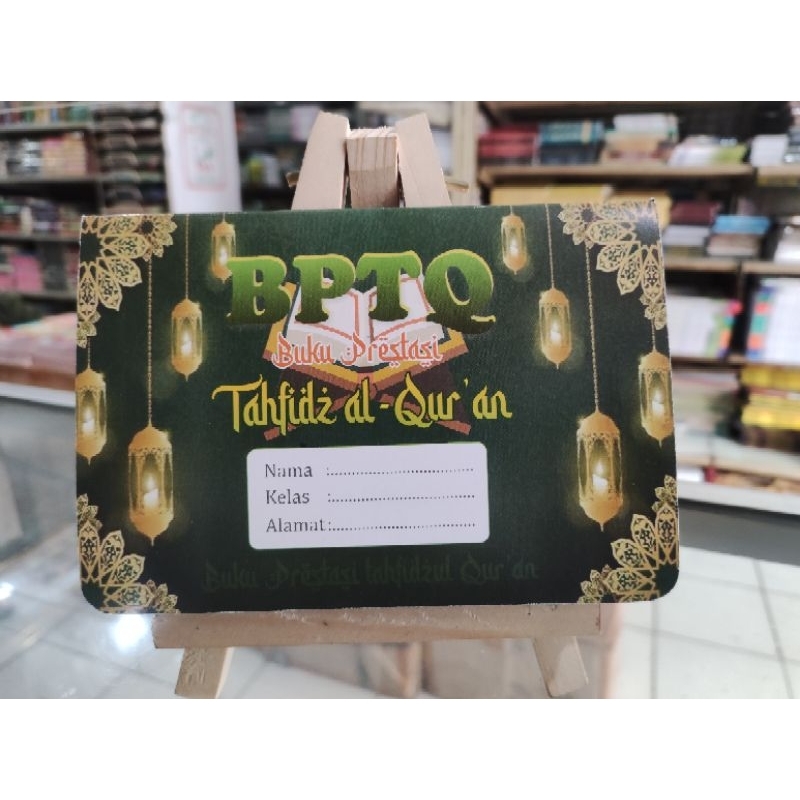 BPTQ
Buku Prestasi
Tahfidz al-Qur'an
Nama :................................
Kelas :................................
Alamat :................................
Buku Prestasi tahfidzul Qur'an